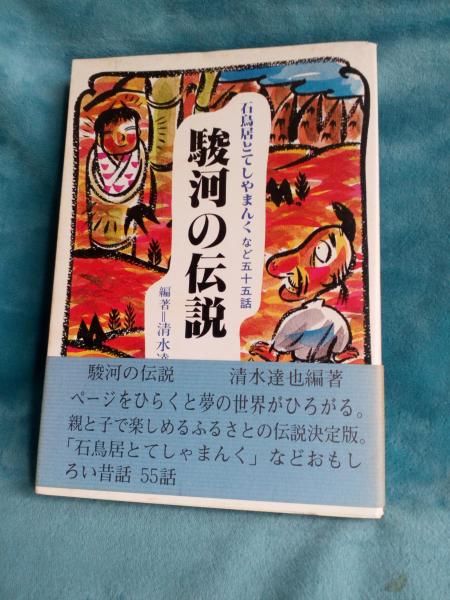 石鳥居とてしやまんくなど五十五話
駿河の伝説
編著=清水達
駿河の伝説 清水達也編著
ページをひらくと夢の世界がひろがる。
親と子で楽しめるふるさとの伝説決定版。
「石鳥居とてしゃまんく」などおもし
ろい昔話 55話